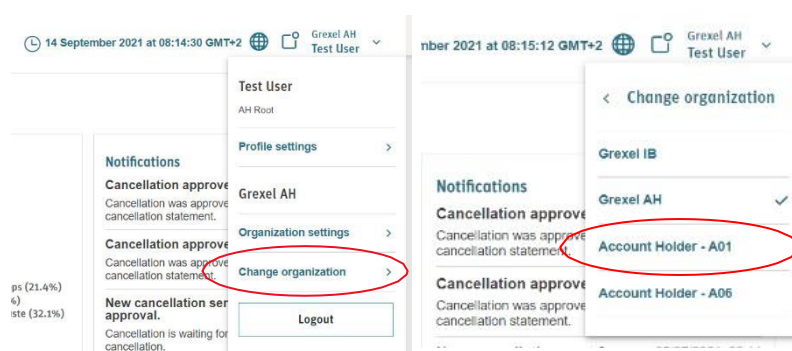 14 September 2021 at 08:14:30 GMT+2
Grexel AH
Test User
Test User
AH Root
Profile settings
Grexel AH
Organization settings
Change organization
Logout
Notifications
Cancellation approve
Cancellation was approve
cancellation statement.
Cancellation approve
Cancellation was approve
cancellation statement.
New cancellation ser
approval.
Cancellation is waiting for
cancellation.
ps (21.4%)
%)
iste (32.1%)
mber 2021 at 08:15:12 GMT+2
Grexel AH
Test User
Change organization
Grexel IB
Grexel AH
Account Holder - A01
Account Holder - A06
Notifications
Cancellation approve
Cancellation was approve
cancellation statement.
Cancellation approve
Cancellation was approve
cancellation statement.